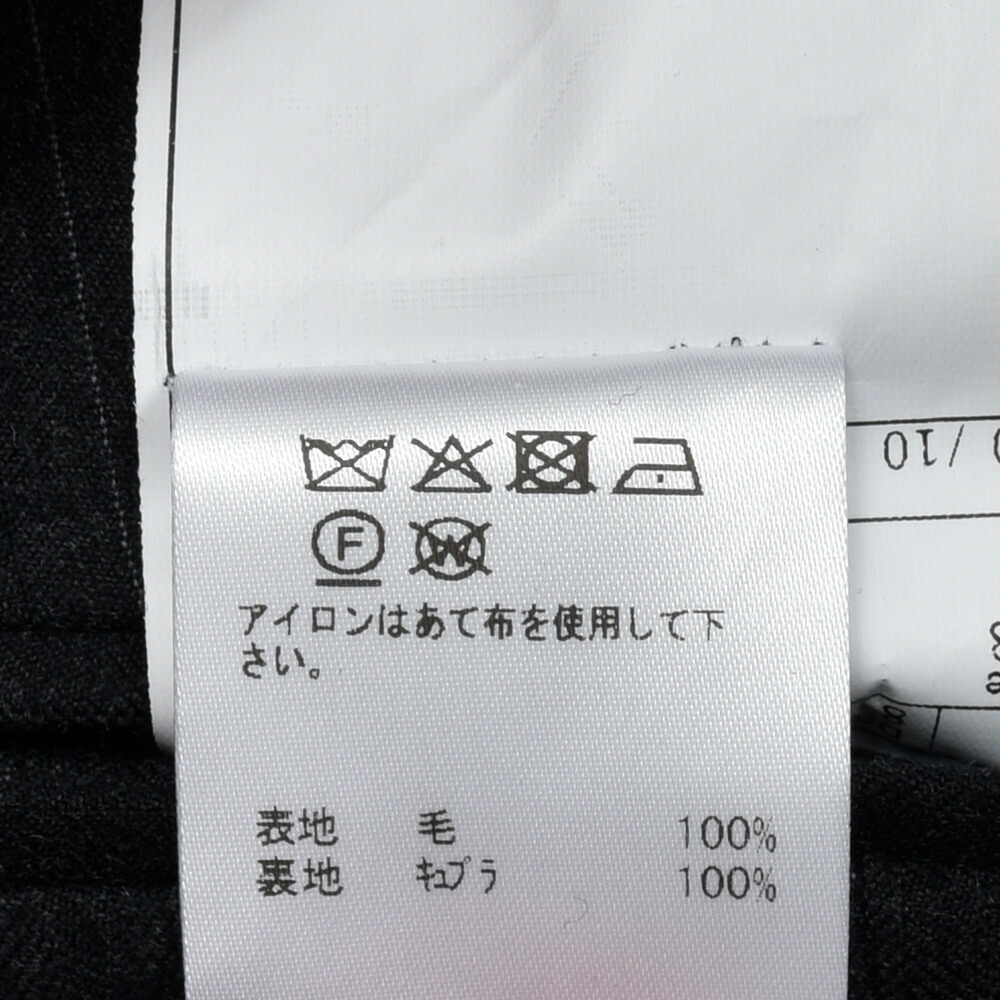 F W
アイロンはあて布を使用して下
さい。
表地 毛 100%
裏地 ｷｭプラ 100%
/ 10